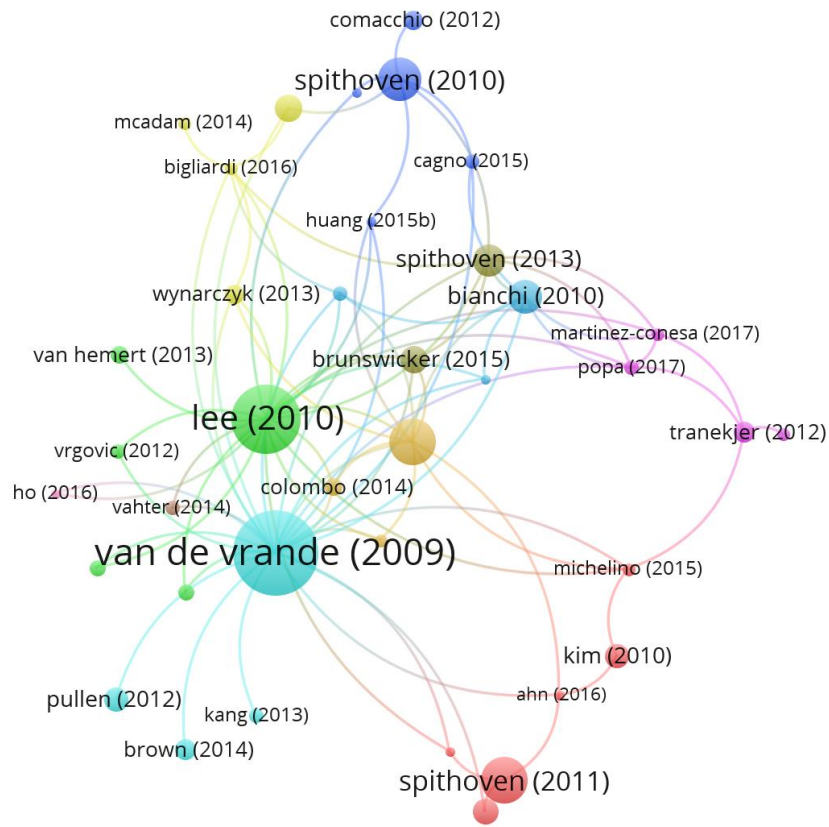 comacchio (2012)
spithoven (2010)
mcadam (2014)
bigliardi (2016)
cagno (2015)
huang (2015b)
spithoven (2013)
wynarczyk (2013)
bianchi (2010)
martinez-conesa (2017)
van hemert (2013)
brunswicker (2015)
popa (2017)
lee (2010)
tranekjer (2012)
vrgovic (2012)
colombo (2014)
ho (2016)
vahter (2014)
van de vrande (2009)
michelino (2015)
kim (2010)
ahn (2016)
pullen (2012)
kang (2013)
brown (2014)
spithoven (2011)